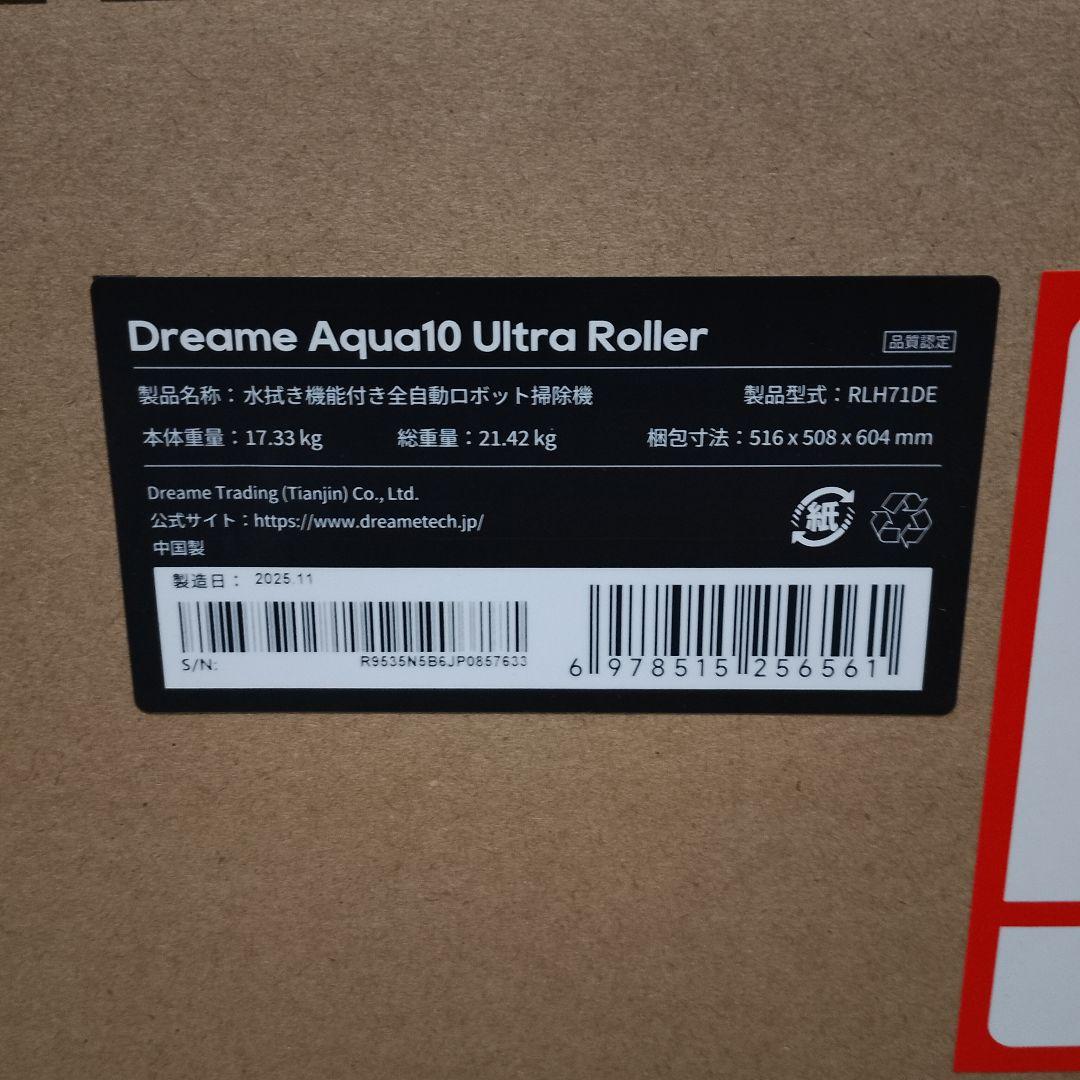 Dreame Aqua10 Ultra Roller
品質認定
製品名称：水拭き機能付き全自動ロボット掃除機 製品型式：RLH71DE
本体重量：17.33 kg 総重量：21.42 kg 梱包寸法：516 x 508 x 604 mm
Dreame Trading (Tianjin) Co., Ltd.
公式サイト：https://www.dreametech.jp/
中国製
紙
製造日： 2025.11
S/N: R9535N5B6JP0857633
6 978515 256561